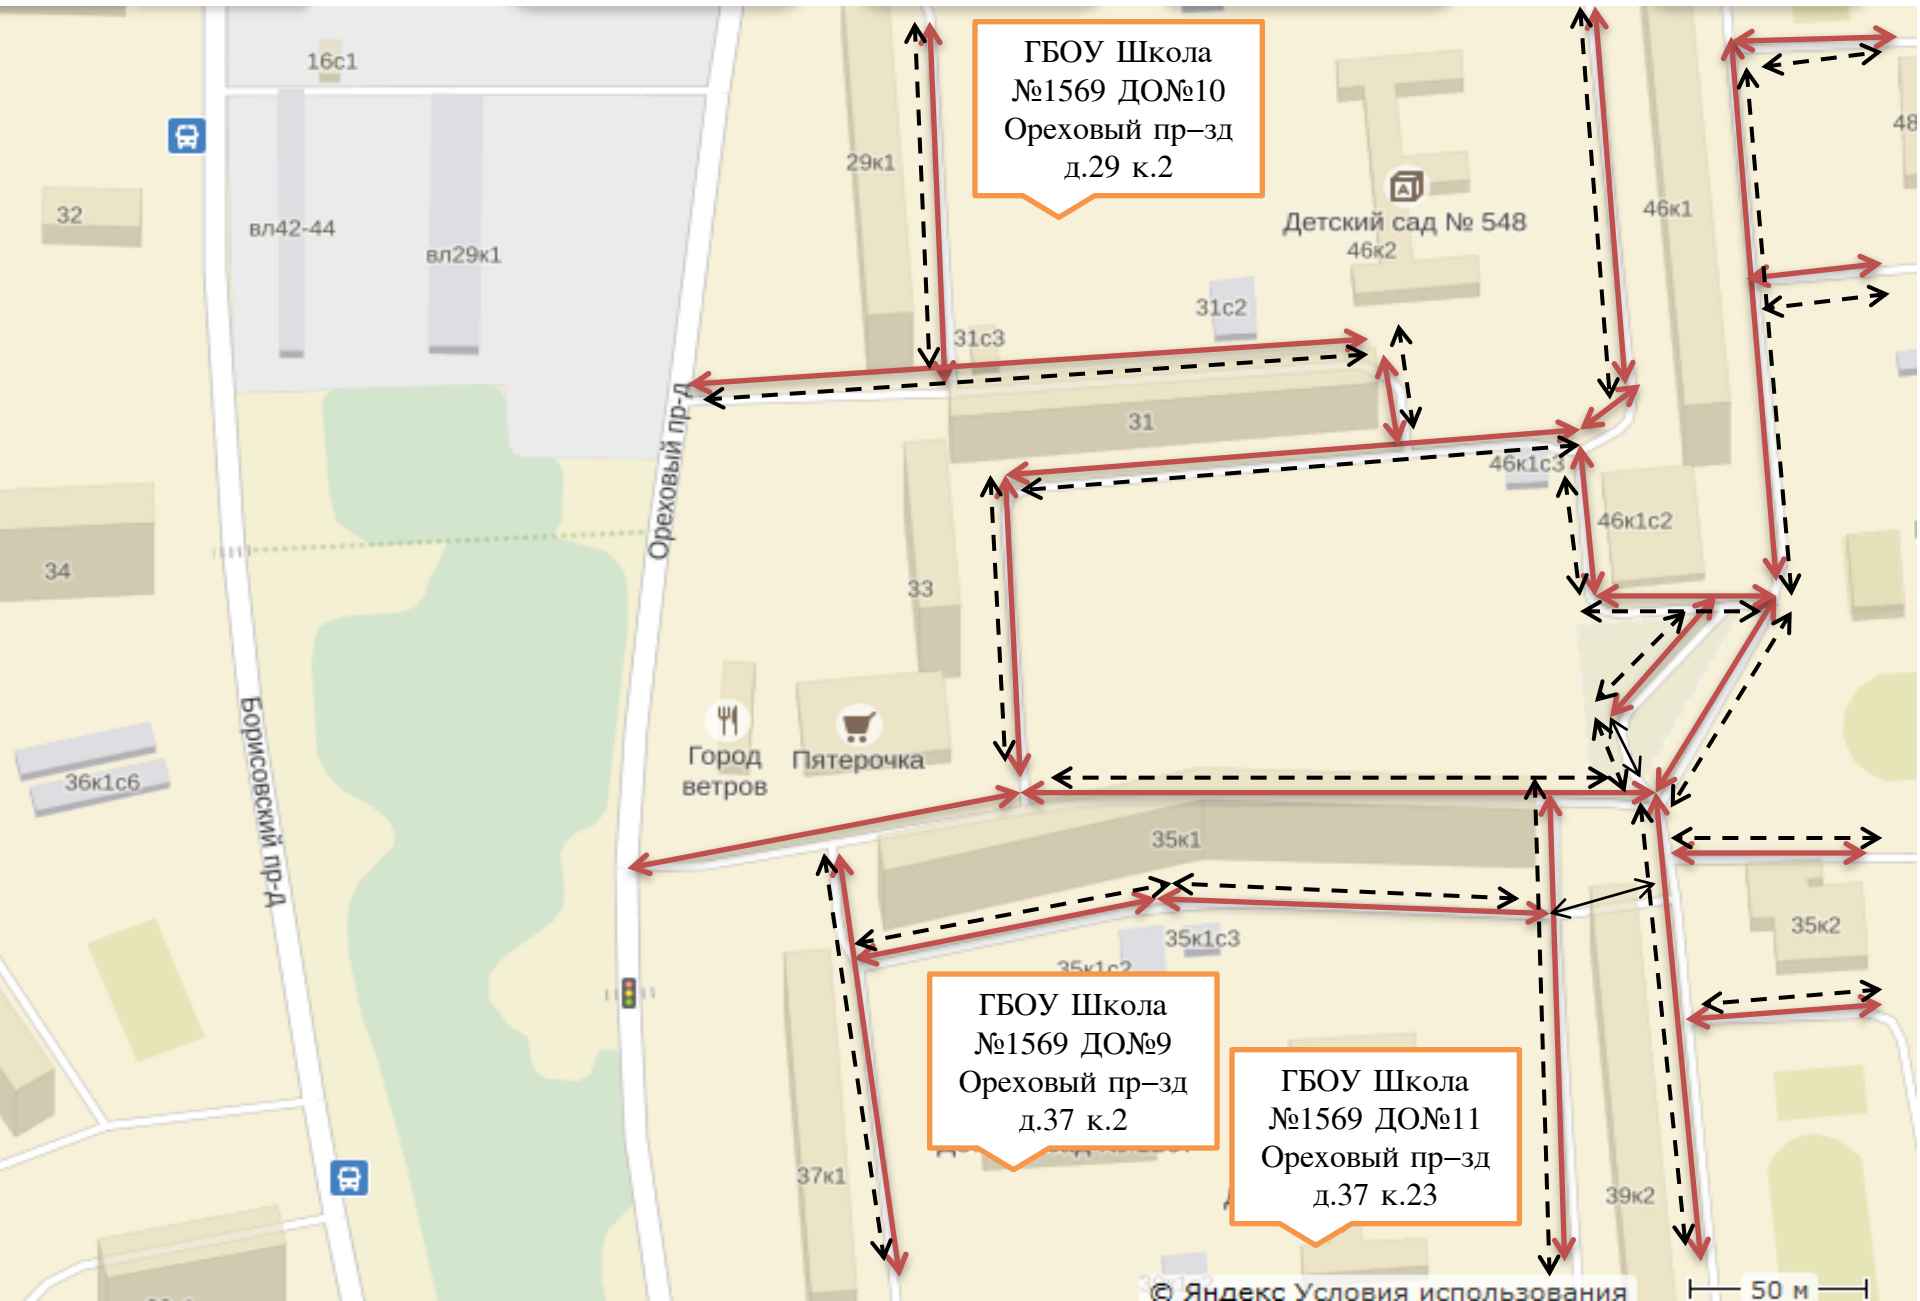 16с1
ГБОУ Школа
№1569 ДО№10
Ореховый пр–зд
д.29 к.2
29к1
32
вл42-44
вл29к1
Детский сад № 548
46к2
46к1
48
31с2
31с3
31
46к1с3
46к1с2
Ореховый пр-д
34
33
Борисовский пр-д
36к1с6
Город
ветров
Пятерочка
35к1
35к1с3
35к1с2
35к2
ГБОУ Школа
№1569 ДО№9
Ореховый пр–зд
д.37 к.2
ГБОУ Школа
№1569 ДО№11
Ореховый пр–зд
д.37 к.23
37к1
39к2
© Яндекс Условия использования
50 м